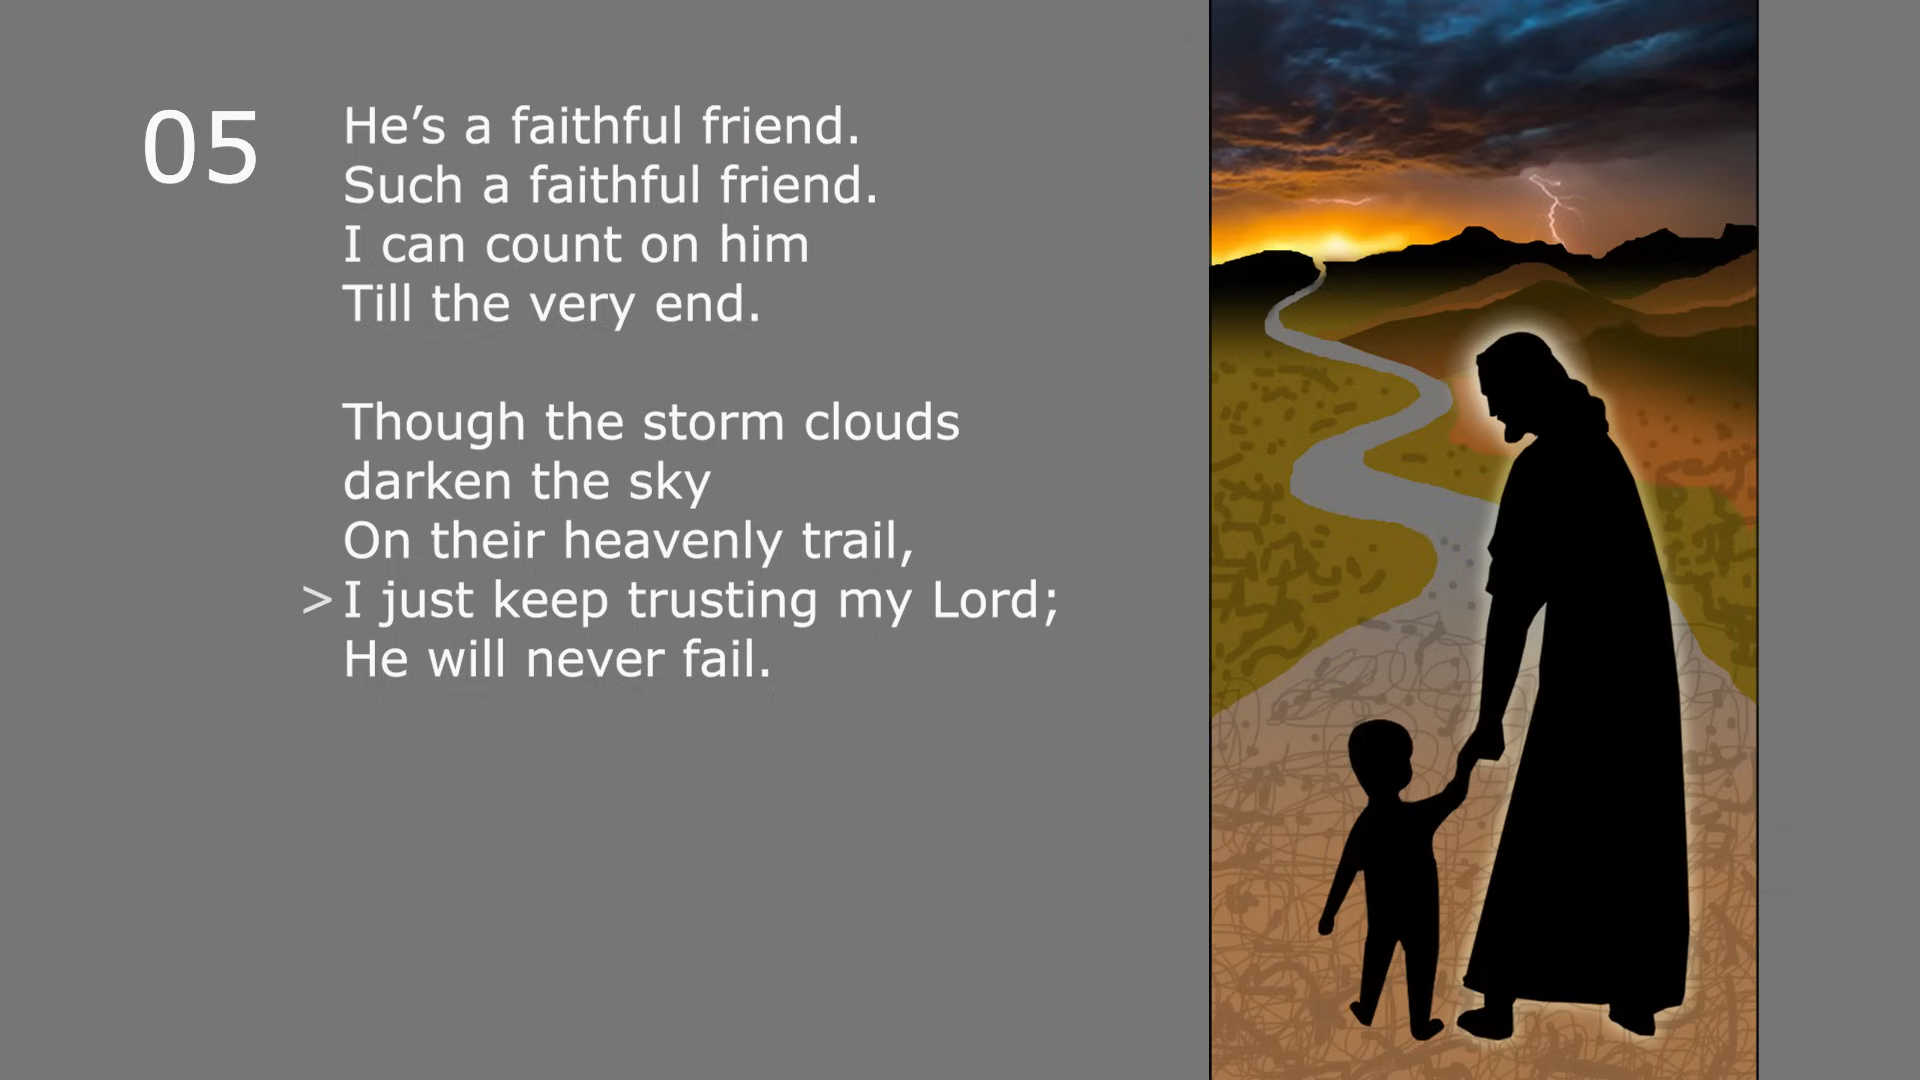 05
He’s a faithful friend.
Such a faithful friend.
I can count on him
Till the very end.
Though the storm clouds
darken the sky
On their heavenly trail,
>I just keep trusting my Lord;
He will never fail.